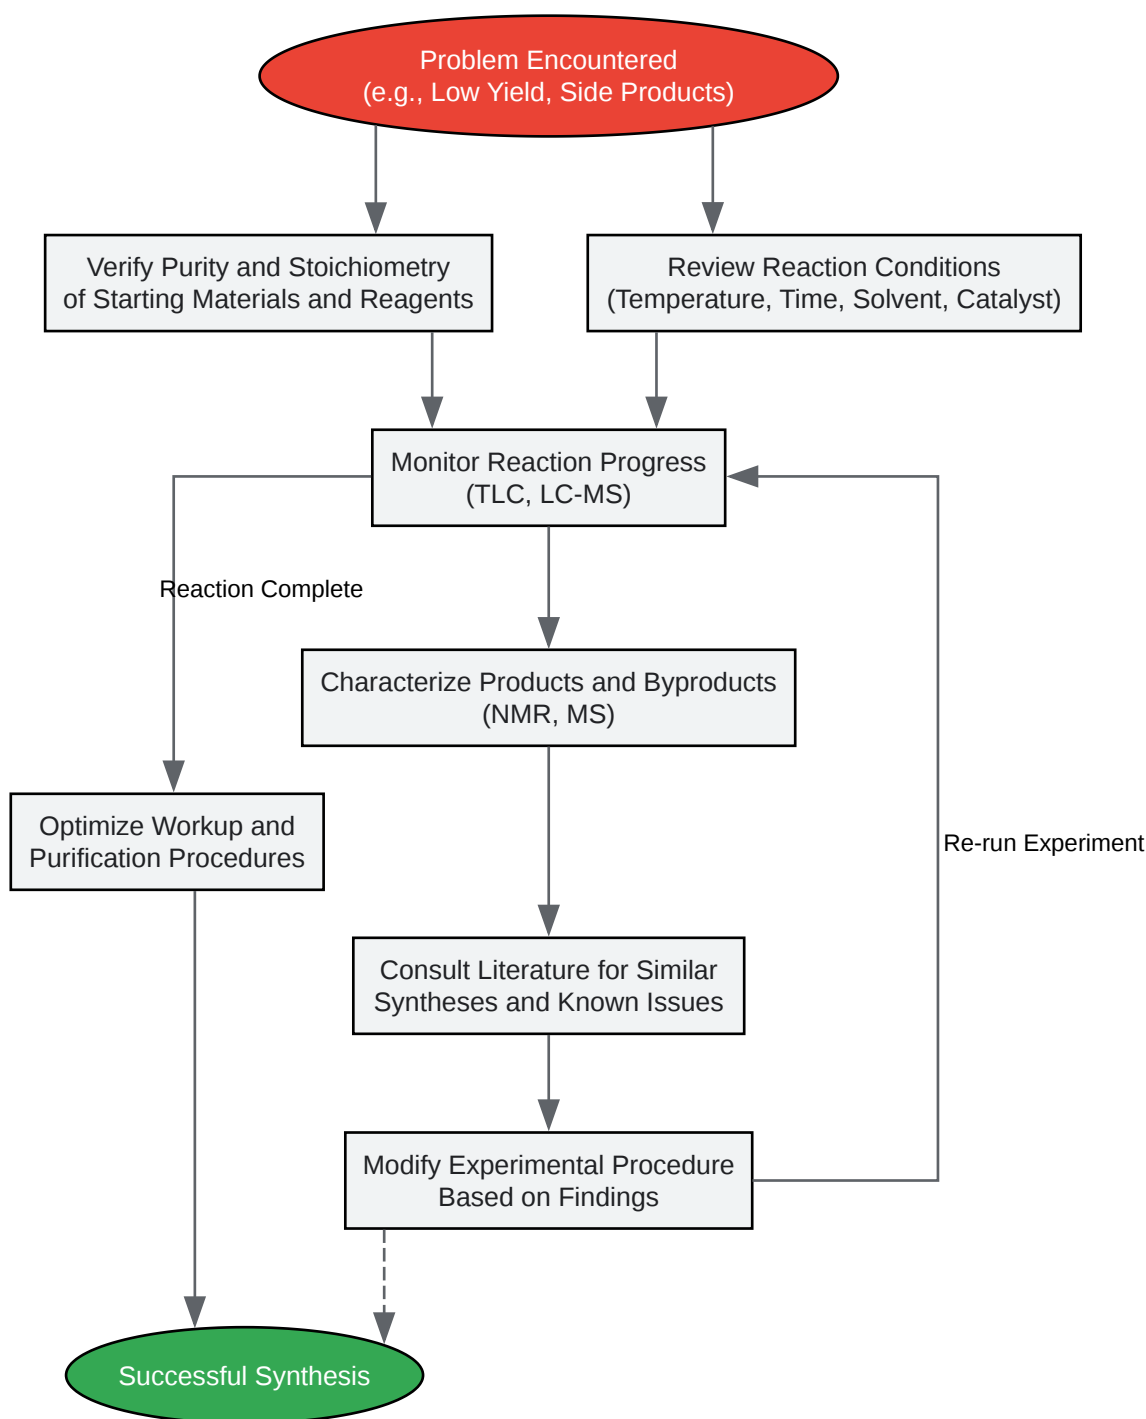 Problem Encountered
(e.g., Low Yield, Side Products)
Verify Purity and Stoichiometry
of Starting Materials and Reagents
Review Reaction Conditions
(Temperature, Time, Solvent, Catalyst)
Monitor Reaction Progress
(TLC, LC-MS)
Reaction Complete
Characterize Products and Byproducts
(NMR, MS)
Optimize Workup and
Purification Procedures
Re-run Experiment
Consult Literature for Similar
Syntheses and Known Issues
Modify Experimental Procedure
Based on Findings
Successful Synthesis